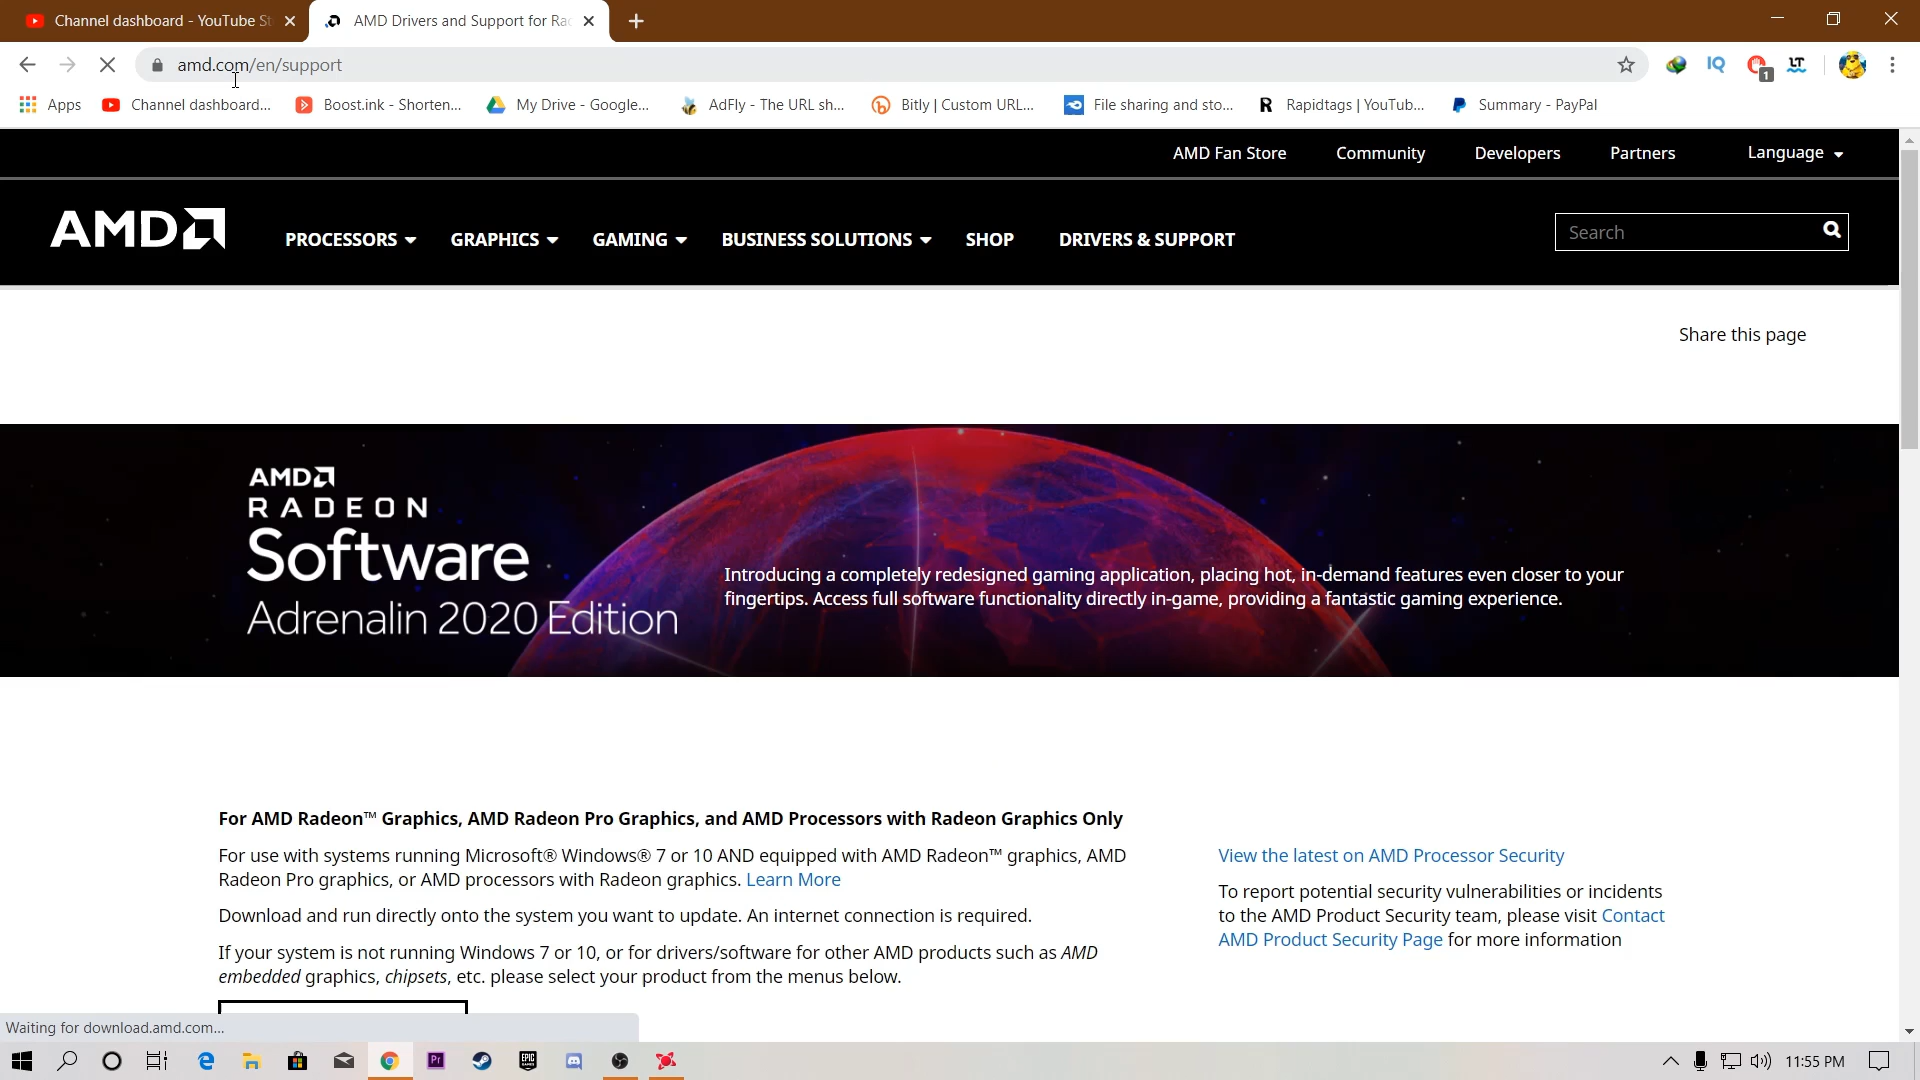 Channel dashboard - YouTube St
AMD Drivers and Support for Rad
amd.com/en/support
1
Apps
Channel dashboard...
Boost.ink - Shorten...
My Drive - Google...
AdFly - The URL sh...
Bitly | Custom URL...
File sharing and sto...
Rapidtags | YouTub...
Summary - PayPal
AMD Fan Store
Community
Developers
Partners
Language
AMD
PROCESSORS
GRAPHICS
GAMING
BUSINESS SOLUTIONS
SHOP
DRIVERS & SUPPORT
Search
Share this page
AMD
RADEON
Software
Adrenalin 2020 Edition
Introducing a completely redesigned gaming application, placing hot, in-demand features even closer to your
fingertips. Access full software functionality directly in-game, providing a fantastic gaming experience.
For AMD Radeon™ Graphics, AMD Radeon Pro Graphics, and AMD Processors with Radeon Graphics Only
For use with systems running Microsoft® Windows® 7 or 10 AND equipped with AMD Radeon™ graphics, AMD
Radeon Pro graphics, or AMD processors with Radeon graphics. Learn More
Download and run directly onto the system you want to update. An internet connection is required.
If your system is not running Windows 7 or 10, or for drivers/software for other AMD products such as AMD
embedded graphics, chipsets, etc. please select your product from the menus below.
View the latest on AMD Processor Security
To report potential security vulnerabilities or incidents
to the AMD Product Security team, please visit Contact
AMD Product Security Page for more information
Waiting for download.amd.com...
Pr
EPIC
GAMES
11:55 PM